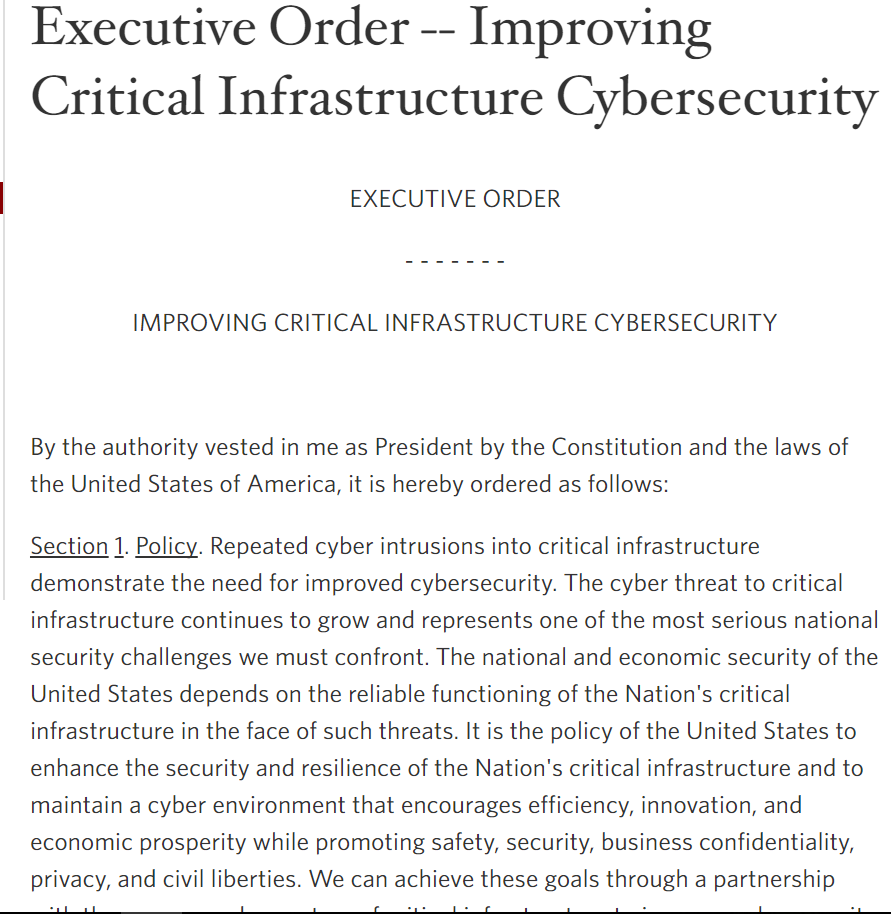 Executive Order -- Improving
Critical Infrastructure Cybersecurity
EXECUTIVE ORDER
- - - - - - -
IMPROVING CRITICAL INFRASTRUCTURE CYBERSECURITY
By the authority vested in me as President by the Constitution and the laws of
the United States of America, it is hereby ordered as follows:
Section 1. Policy. Repeated cyber intrusions into critical infrastructure
demonstrate the need for improved cybersecurity. The cyber threat to critical
infrastructure continues to grow and represents one of the most serious national
security challenges we must confront. The national and economic security of the
United States depends on the reliable functioning of the Nation's critical
infrastructure in the face of such threats. It is the policy of the United States to
enhance the security and resilience of the Nation's critical infrastructure and to
maintain a cyber environment that encourages efficiency, innovation, and
economic prosperity while promoting safety, security, business confidentiality,
privacy, and civil liberties. We can achieve these goals through a partnership